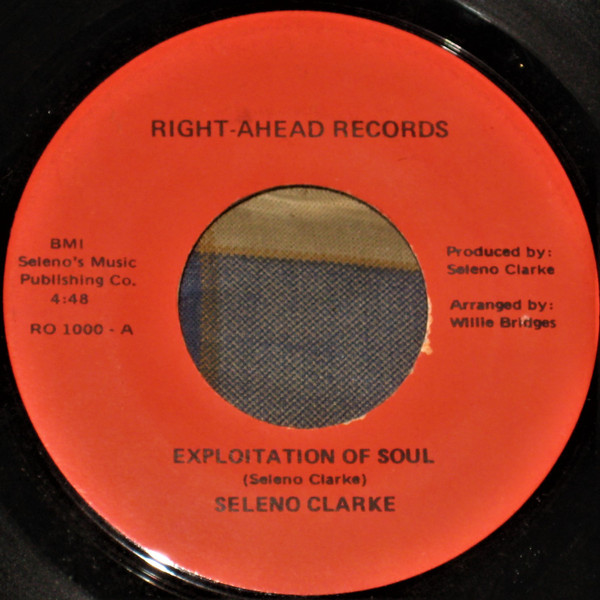 RIGHT-AHEAD RECORDS
BMI
Seleno's Music
Publishing Co.
4:48
RO 1000 - A
Produced by:
Seleno Clarke
Arranged by:
Willie Bridges
EXPLOITATION OF SOUL
(Seleno Clarke)
SELENO CLARKE